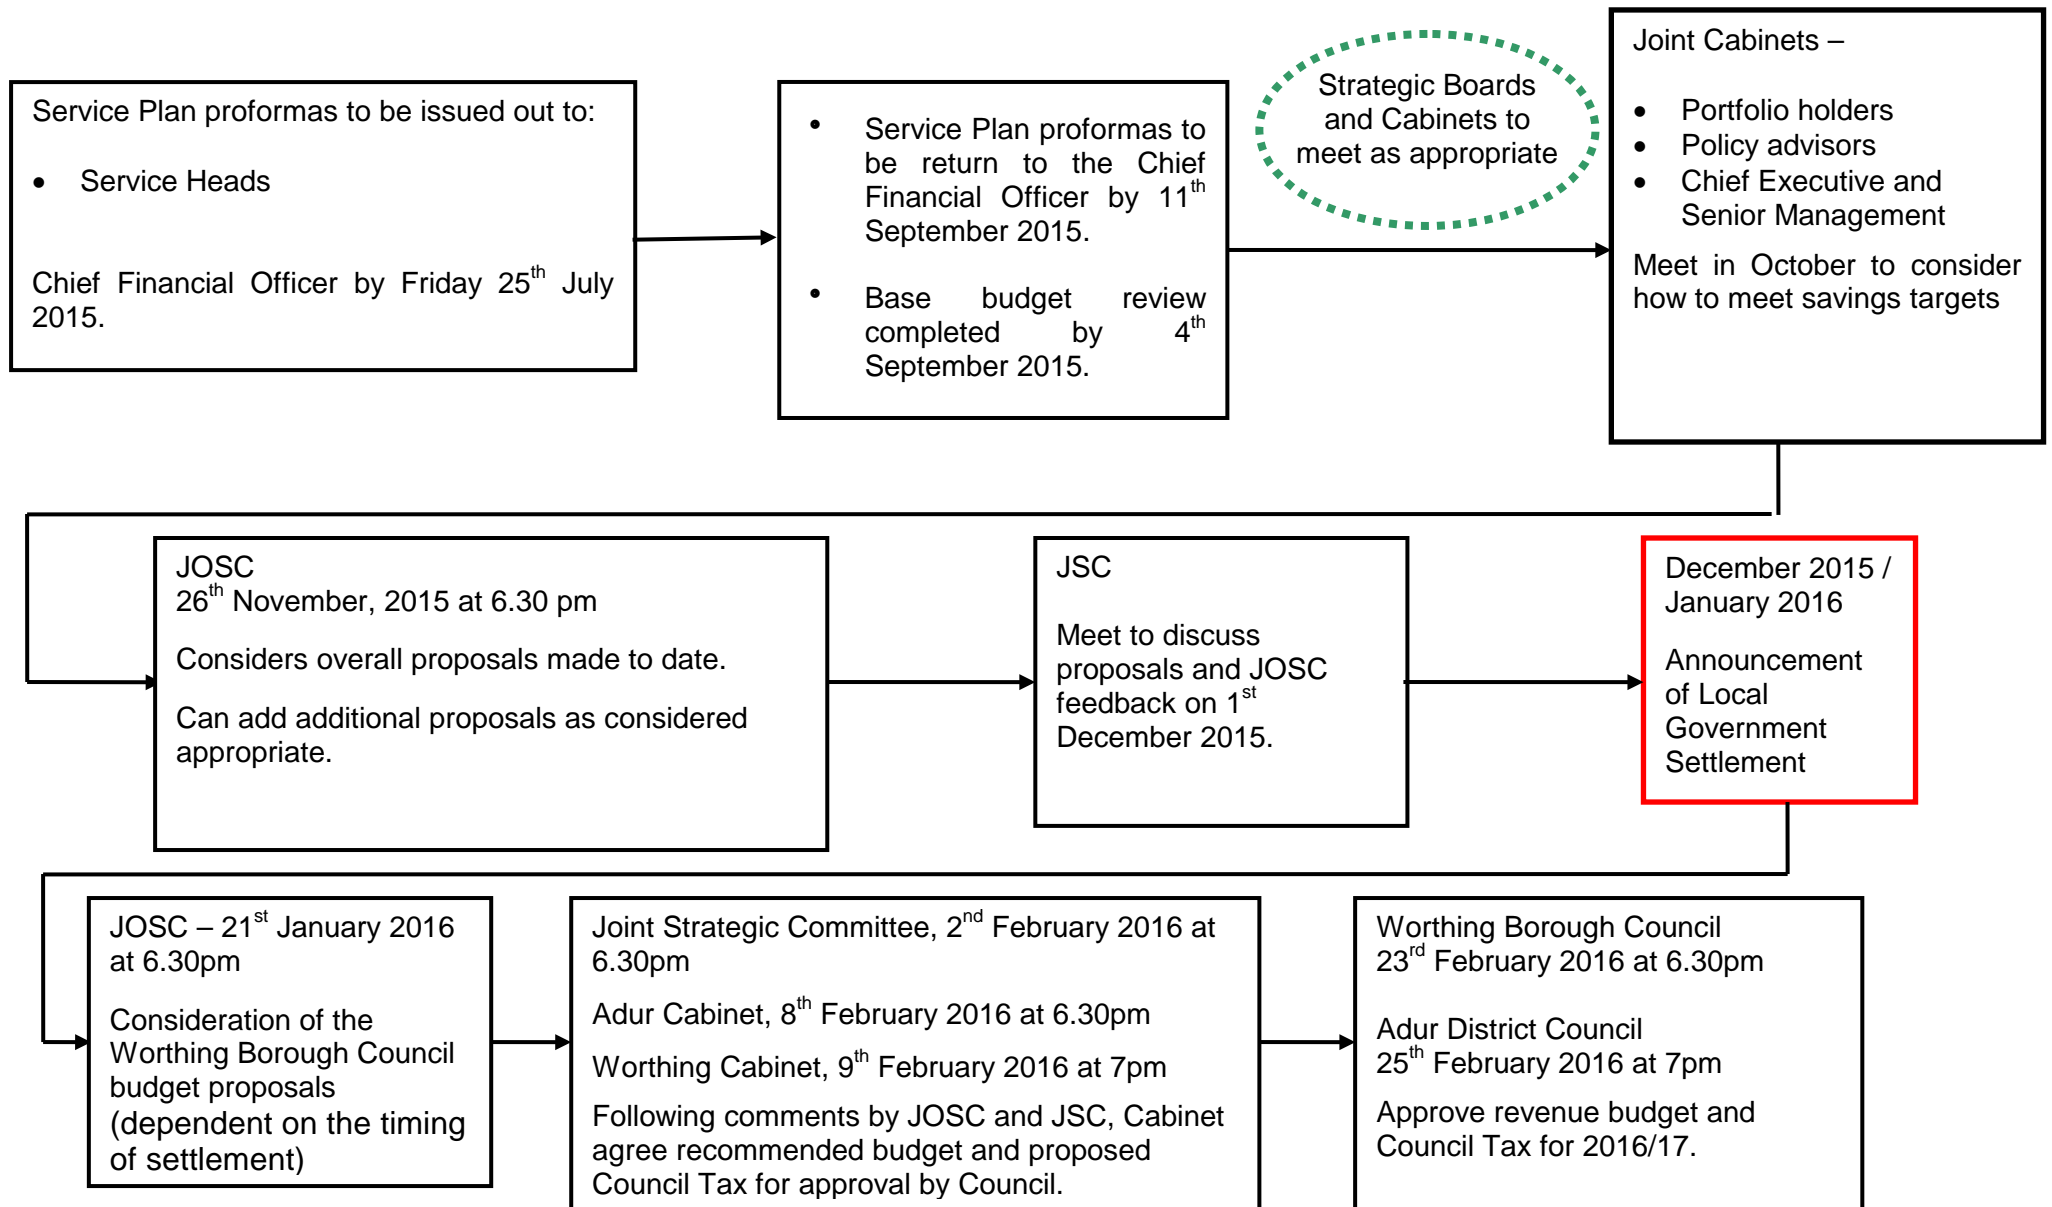 Service Plan proformas to be issued out to:
• Service Heads
Chief Financial Officer by Friday 25th July
2015.
• Service Plan proformas to
be return to the Chief
Financial Officer by 11th
September 2015.
• Base budget review
completed by 4th
September 2015.
Strategic Boards
and Cabinets to
meet as appropriate
Joint Cabinets –
• Portfolio holders
• Policy advisors
• Chief Executive and
Senior Management
Meet in October to consider
how to meet savings targets
JOSC
26th November, 2015 at 6.30 pm
Considers overall proposals made to date.
Can add additional proposals as considered
appropriate.
JSC
Meet to discuss
proposals and JOSC
feedback on 1st
December 2015.
December 2015 /
January 2016
Announcement
of Local
Government
Settlement
JOSC – 21st January 2016
at 6.30pm
Consideration of the
Worthing Borough Council
budget proposals
(dependent on the timing
of settlement)
Joint Strategic Committee, 2nd February 2016 at
6.30pm
Adur Cabinet, 8th February 2016 at 6.30pm
Worthing Cabinet, 9th February 2016 at 7pm
Following comments by JOSC and JSC, Cabinet
agree recommended budget and proposed
Council Tax for approval by Council.
Worthing Borough Council
23rd February 2016 at 6.30pm
Adur District Council
25th February 2016 at 7pm
Approve revenue budget and
Council Tax for 2016/17.